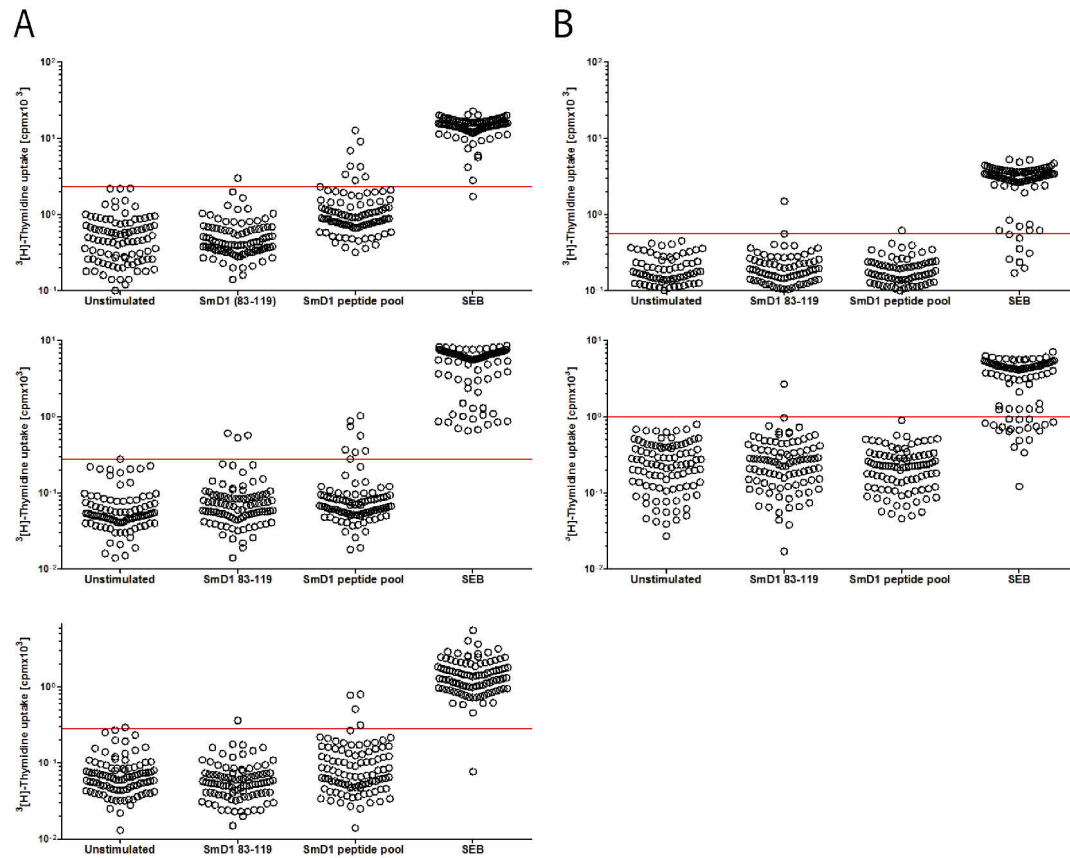 A
B
³[H]-Thymidine uptake [cpmx10³]
10²
10¹
10⁰
10⁻¹
Unstimulated
SmD1 (83-119)
SmD1 peptide pool
SEB
³[H]-Thymidine uptake [cpmx10³]
10²
10¹
10⁰
10⁻¹
Unstimulated
SmD1 83-119
SmD1 peptide pool
SEB
³[H]-Thymidine uptake [cpmx10³]
10¹
10⁰
10⁻¹
10⁻²
Unstimulated
SmD1 83-119
SmD1 peptide pool
SEB
³[H]-Thymidine uptake [cpmx10³]
10¹
10⁰
10⁻¹
10⁻²
Unstimulated
SmD1 83-119
SmD1 peptide pool
SEB
³[H]-Thymidine uptake [cpmx10³]
10⁰
10⁻¹
10⁻²
Unstimulated
SmD1 83-119
SmD1 peptide pool
SEB